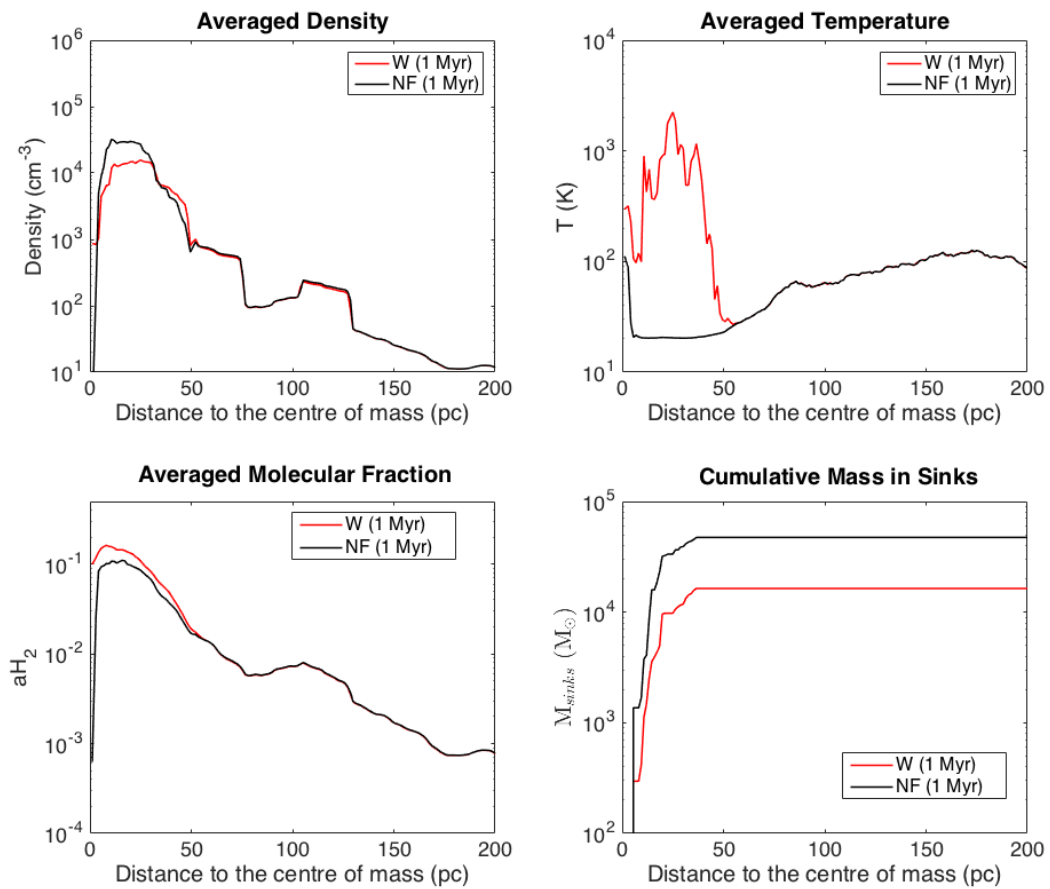 Averaged Density
10^6
10^5
10^4
10^3
10^2
10^1
Density (cm^-3)
W (1 Myr)
NF (1 Myr)
0 50 100 150 200
Distance to the centre of mass (pc)
Averaged Temperature
10^4
10^3
10^2
10^1
T (K)
W (1 Myr)
NF (1 Myr)
0 50 100 150 200
Distance to the centre of mass (pc)
Averaged Molecular Fraction
10^-1
10^-2
10^-3
10^-4
aH_2
W (1 Myr)
NF (1 Myr)
0 50 100 150 200
Distance to the centre of mass (pc)
Cumulative Mass in Sinks
10^5
10^4
10^3
10^2
M_sinks (M_⊙)
W (1 Myr)
NF (1 Myr)
0 50 100 150 200
Distance to the centre of mass (pc)